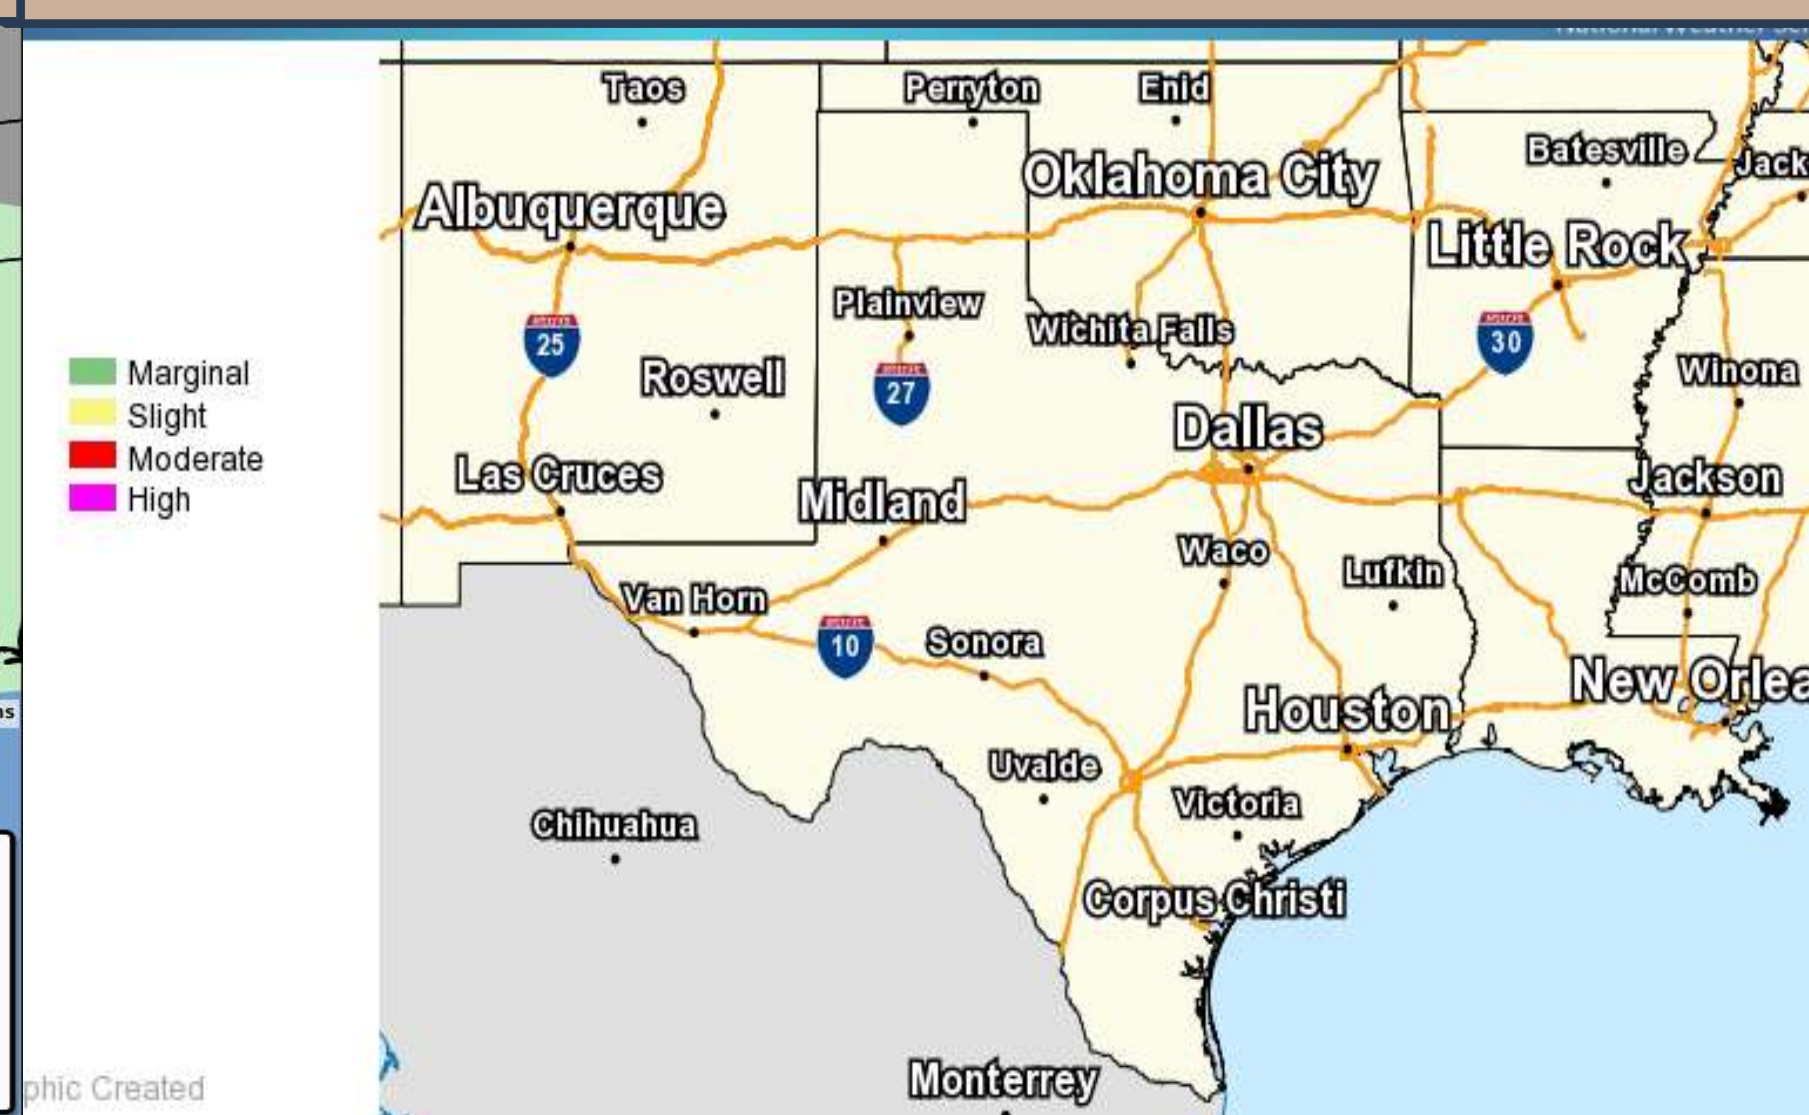 Taos
Perryton
Enid
Batesville
Jack
Oklahoma City
Albuquerque
Little Rock
Plainview
Wichita Falls
25
30
Roswell
27
Winona
Marginal
Slight
Moderate
High
Dallas
Las Cruces
Midland
Jackson
Waco
Lufkin
McComb
Van Horn
10
Sonora
New Orlea
Houston
ns
Uvalde
Victoria
Chihuahua
Corpus Christi
Monterrey
phic Created